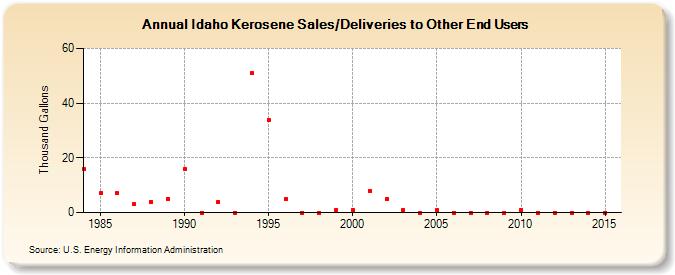 Annual Idaho Kerosene Sales/Deliveries to Other End Users
Thousand Gallons
60
40
20
0
1985 1990 1995 2000 2005 2010 2015
Source: U.S. Energy Information Administration